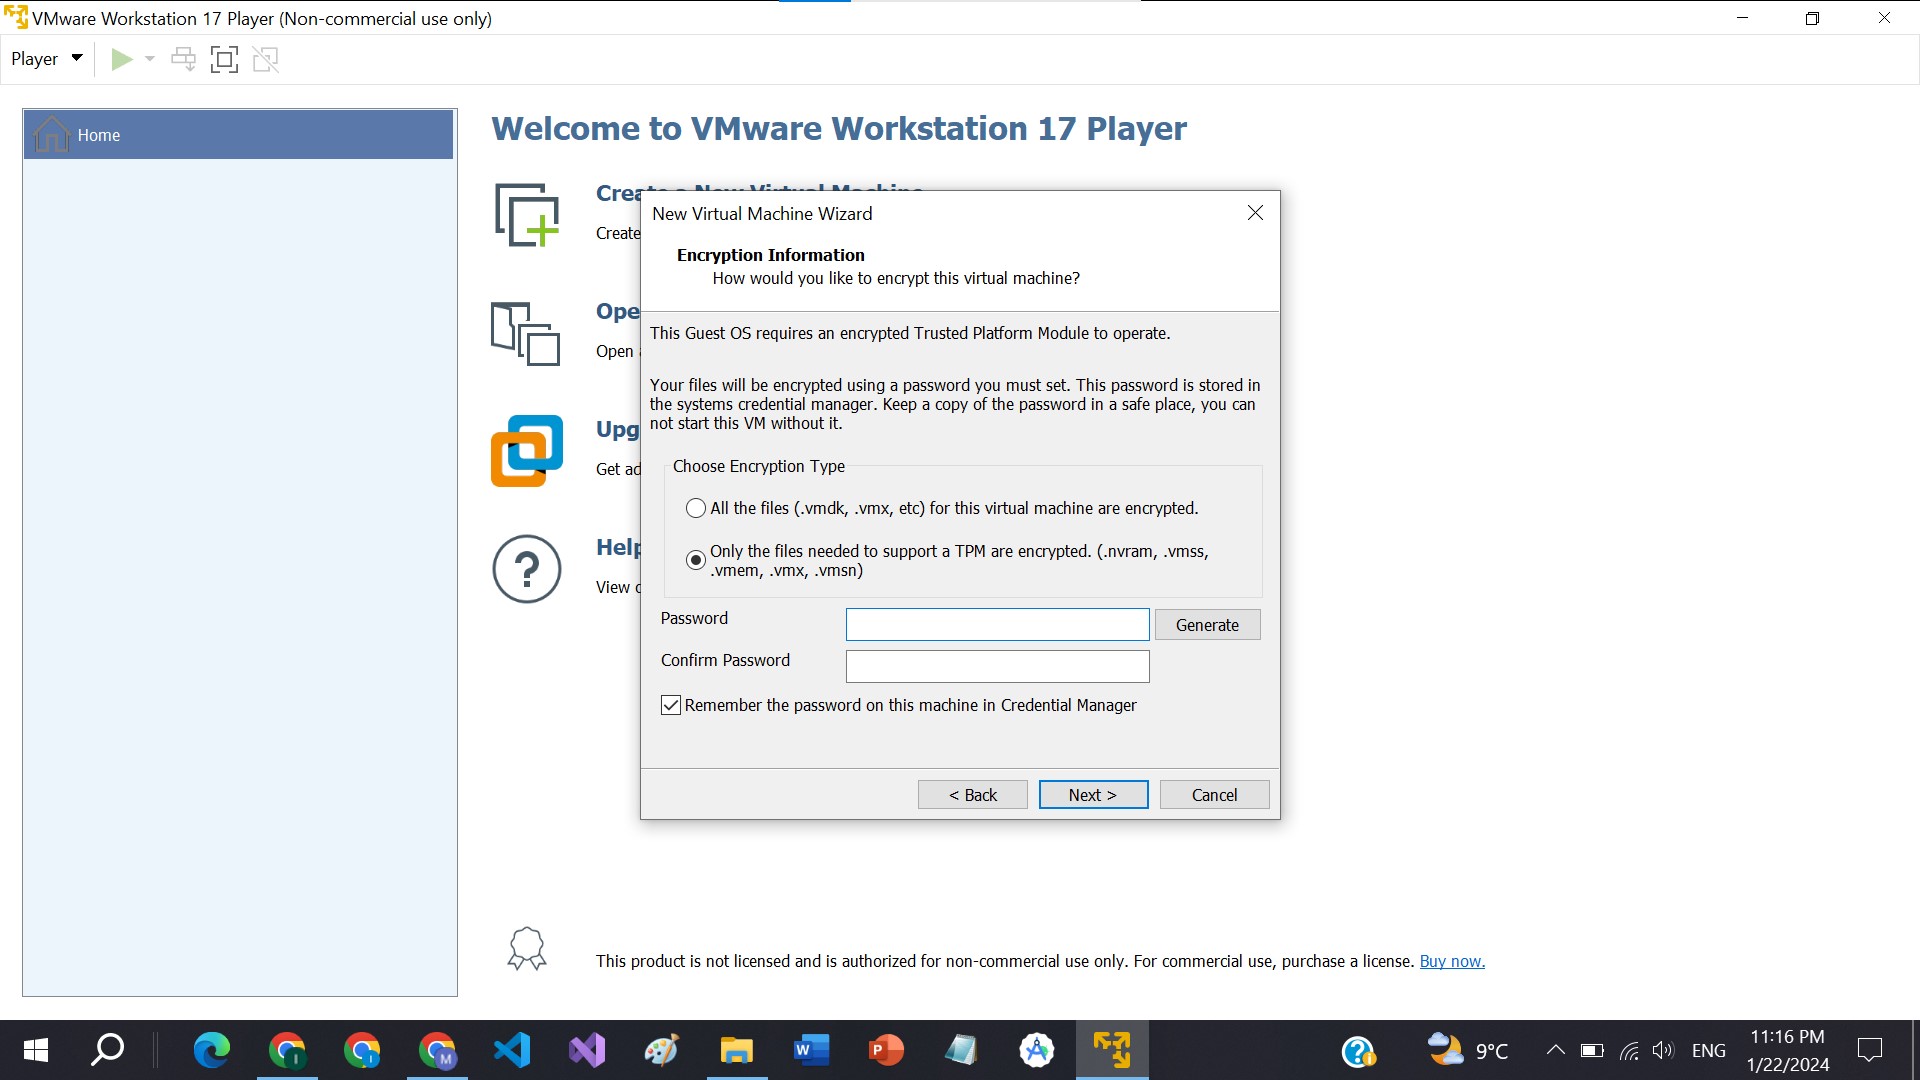 VMware Workstation 17 Player (Non-commercial use only)
Player
Home
Welcome to VMware Workstation 17 Player
Create a New Virtual Machine
Create
Ope
Open
Upg
Get ad
Help
View
New Virtual Machine Wizard
Encryption Information
How would you like to encrypt this virtual machine?
This Guest OS requires an encrypted Trusted Platform Module to operate.
Your files will be encrypted using a password you must set. This password is stored in
the systems credential manager. Keep a copy of the password in a safe place, you can
not start this VM without it.
Choose Encryption Type
All the files (.vmdk, .vmx, etc) for this virtual machine are encrypted.
Only the files needed to support a TPM are encrypted. (.nvram, .vmss,
.vmem, .vmx, .vmsn)
Password
Generate
Confirm Password
Remember the password on this machine in Credential Manager
< Back
Next >
Cancel
This product is not licensed and is authorized for non-commercial use only. For commercial use, purchase a license. Buy now.
9°C
ENG
11:16 PM
1/22/2024